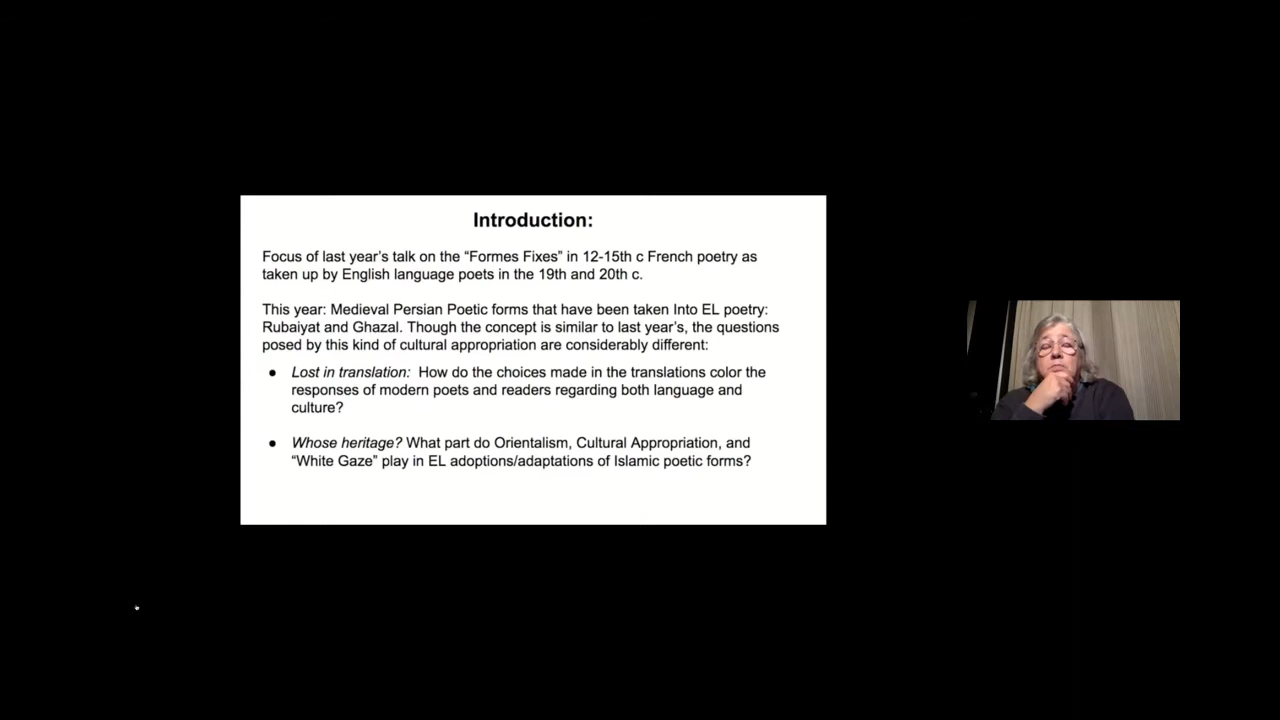 Introduction:
Focus of last year's talk on the “Formes Fixes” in 12-15th c French poetry as
taken up by English language poets in the 19th and 20th c.
This year: Medieval Persian Poetic forms that have been taken Into EL poetry:
Rubaiyat and Ghazal. Though the concept is similar to last year's, the questions
posed by this kind of cultural appropriation are considerably different:
● Lost in translation: How do the choices made in the translations color the
responses of modern poets and readers regarding both language and
culture?
● Whose heritage? What part do Orientalism, Cultural Appropriation, and
“White Gaze” play in EL adoptions/adaptations of Islamic poetic forms?